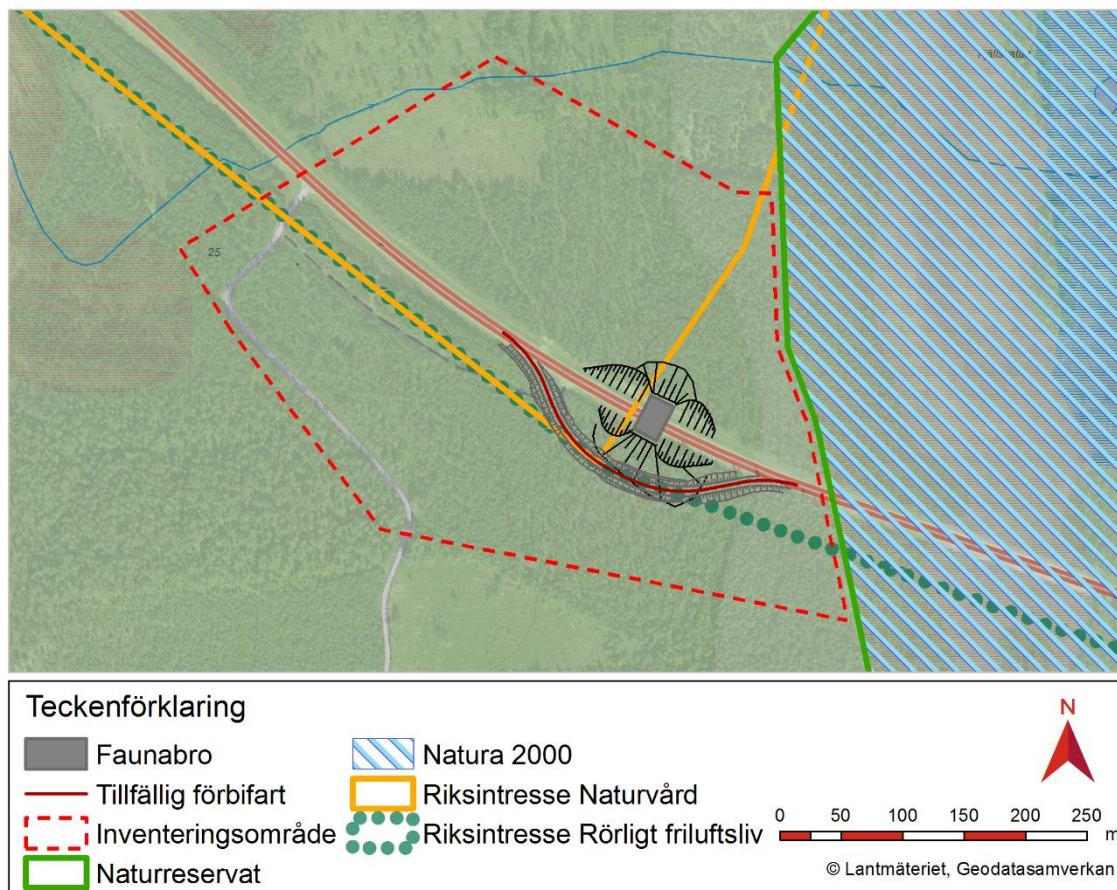 25
Teckenförklaring
Faunabro
Tillfällig förbifart
Inventeringsområde
Naturreservat
Natura 2000
Riksintresse Naturvård
Riksintresse Rörligt friluftsliv
N
0 50 100 150 200 250
m
© Lantmäteriet, Geodatasamverkan